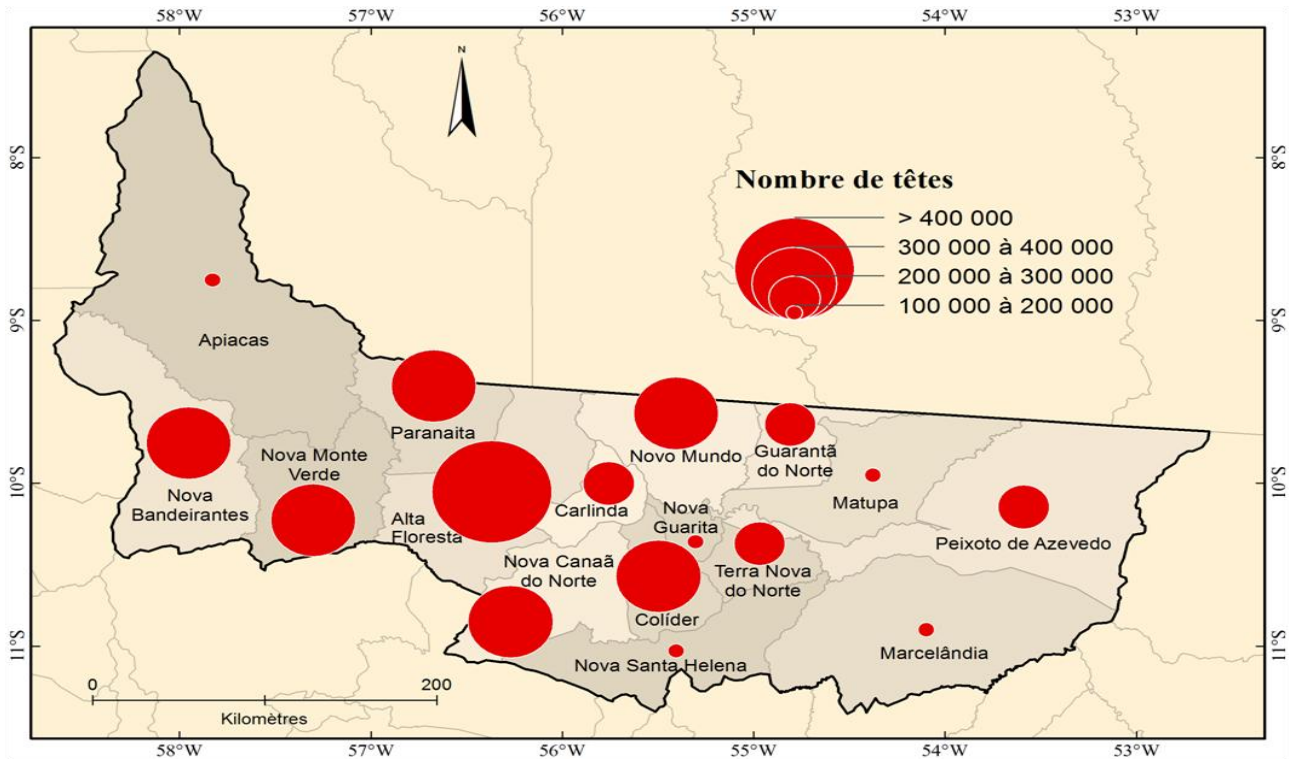 58°W 57°W 56°W 55°W 54°W 53°W
N
8°S 8°S
Nombre de têtes
> 400 000
300 000 à 400 000
200 000 à 300 000
100 000 à 200 000
9°S 9°S
Apiacas
Paranaita
Nova Monte
Verde
Novo Mundo
Guarantã
do Norte
10°S 10°S
Nova
Bandeirantes
Alta
Floresta
Carlinda
Nova
Guarita
Matupa
Peixoto de Azevedo
Nova Canaã
do Norte
Terra Nova
do Norte
Colíder
11°S 11°S
Nova Santa Helena
Marcelândia
0 200
Kilomètres
58°W 57°W 56°W 55°W 54°W 53°W